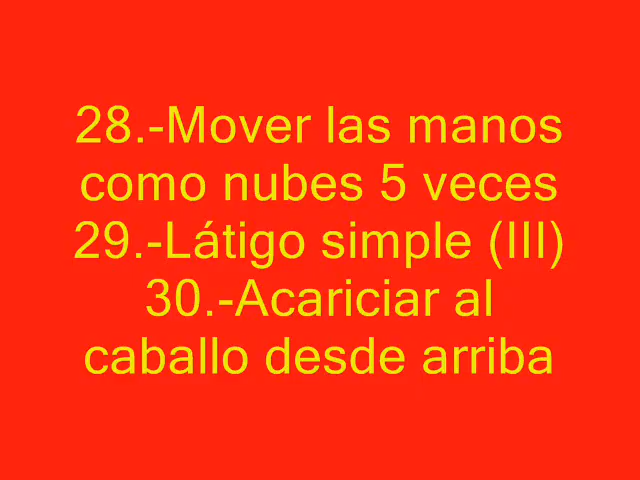 28.-Mover las manos
como nubes 5 veces
29.-Látigo simple (III)
30.-Acariciar al
caballo desde arriba